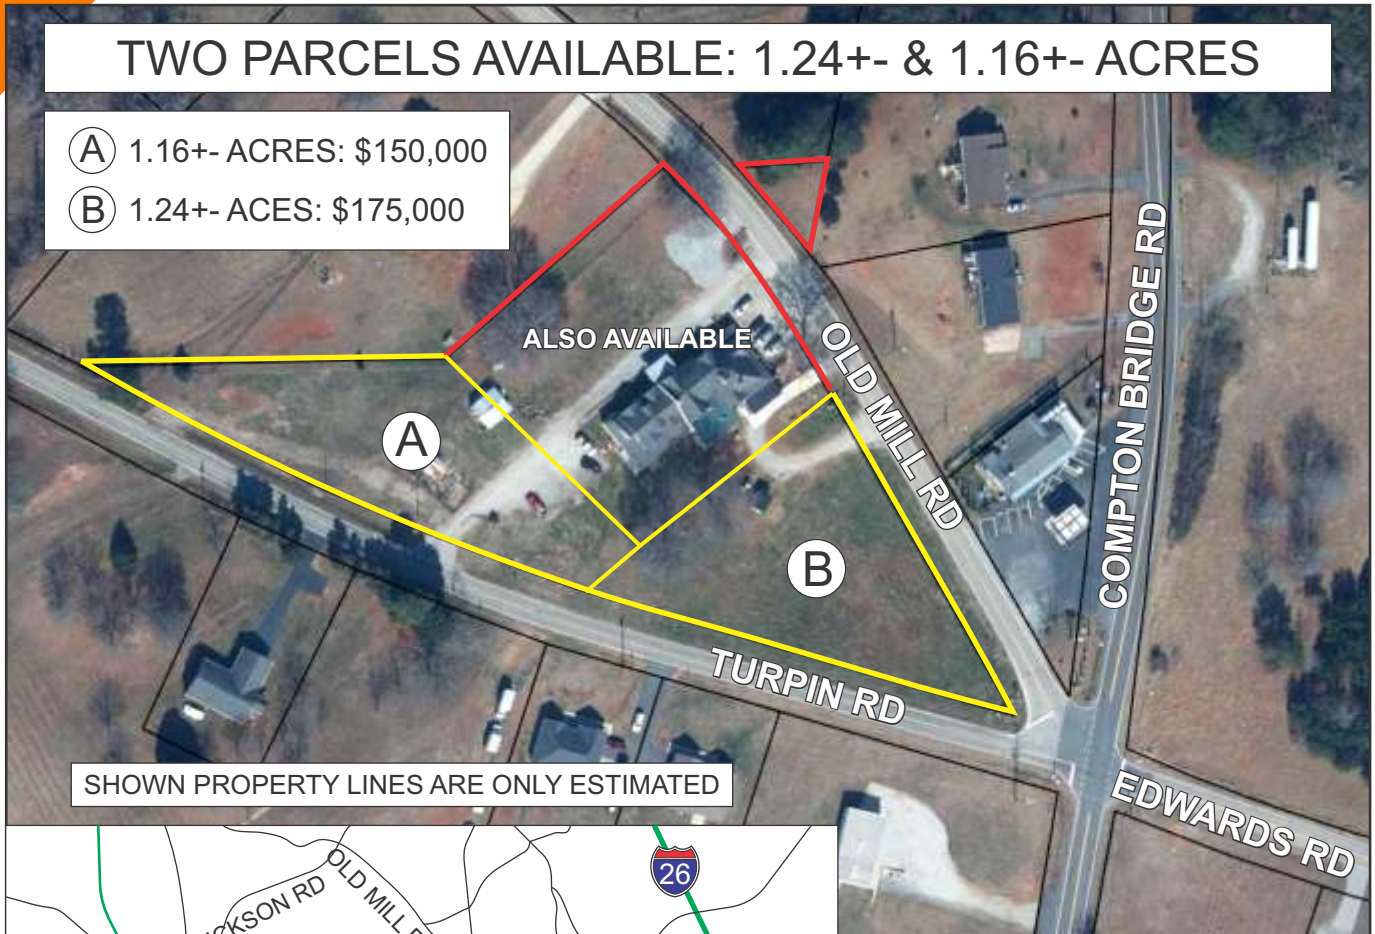 TWO PARCELS AVAILABLE: 1.24+- & 1.16+- ACRES
A 1.16+- ACRES: $150,000
B 1.24+- ACES: $175,000
ALSO AVAILABLE
A
B
OLD MILL RD
COMPTON BRIDGE RD
TURPIN RD
EDWARDS RD
SHOWN PROPERTY LINES ARE ONLY ESTIMATED
OLD MILL
26